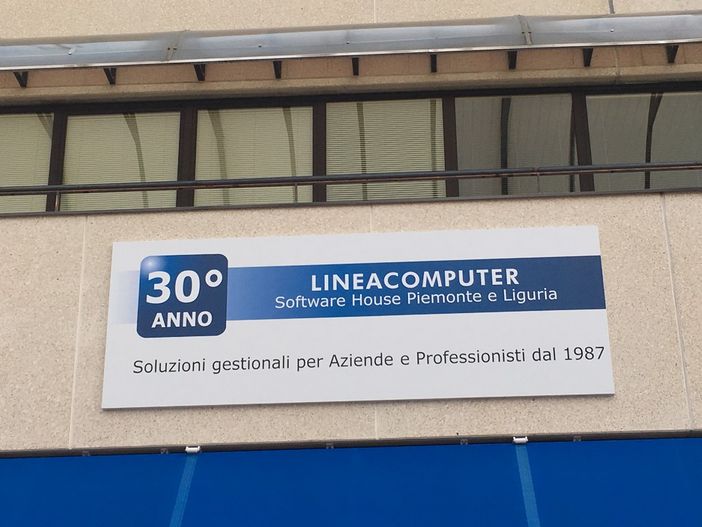 30°
ANNO
LINEACOMPUTER
Software House Piemonte e Liguria
Soluzioni gestionali per Aziende e Professionisti dal 1987